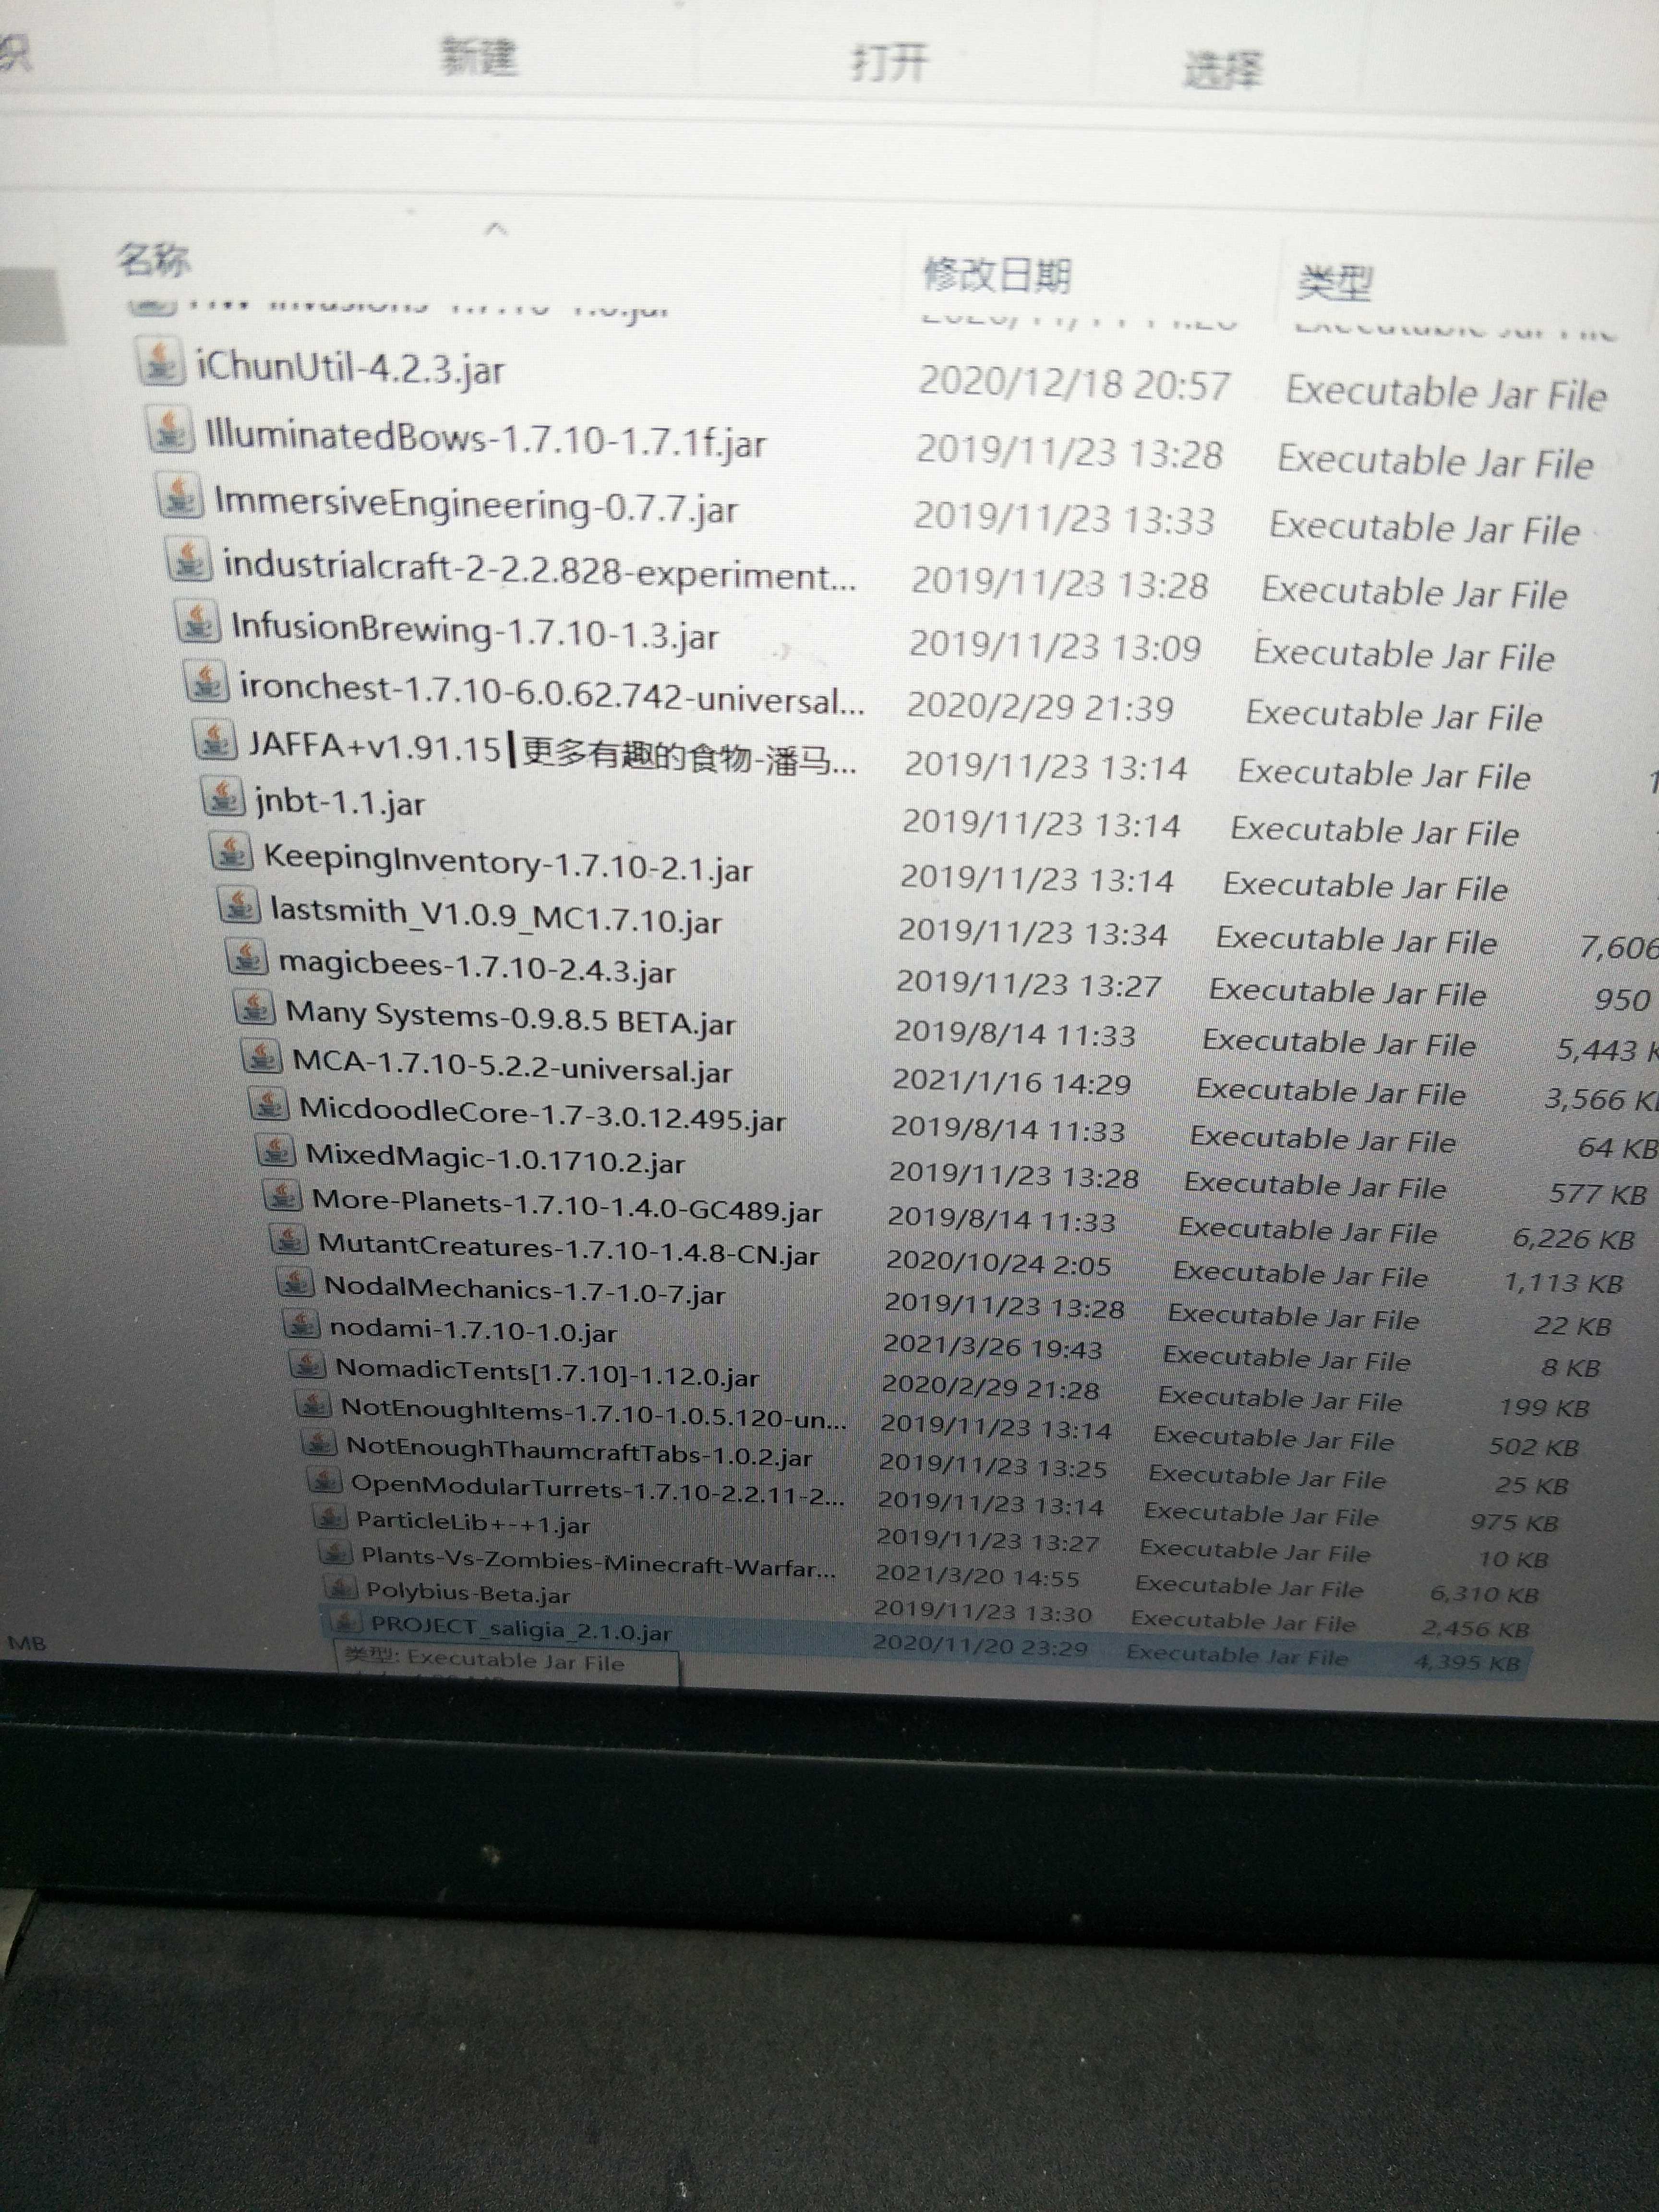 织 新建 打开 选择
名称 修改日期 类型
iChunUtil-4.2.3.jar 2020/12/18 20:57 Executable Jar File
IlluminatedBows-1.7.10-1.7.1f.jar 2019/11/23 13:28 Executable Jar File
ImmersiveEngineering-0.7.7.jar 2019/11/23 13:33 Executable Jar File
industrialcraft-2-2.2.828-experiment... 2019/11/23 13:28 Executable Jar File
InfusionBrewing-1.7.10-1.3.jar 2019/11/23 13:09 Executable Jar File
ironchest-1.7.10-6.0.62.742-universal... 2020/2/29 21:39 Executable Jar File
JAFFA+v1.91.15┃更多有趣的食物-潘马... 2019/11/23 13:14 Executable Jar File
jnbt-1.1.jar 2019/11/23 13:14 Executable Jar File
KeepingInventory-1.7.10-2.1.jar 2019/11/23 13:14 Executable Jar File
lastsmith_V1.0.9_MC1.7.10.jar 2019/11/23 13:34 Executable Jar File 7,606
magicbees-1.7.10-2.4.3.jar 2019/11/23 13:27 Executable Jar File 950
Many Systems-0.9.8.5 BETA.jar 2019/8/14 11:33 Executable Jar File 5,443 K
MCA-1.7.10-5.2.2-universal.jar 2021/1/16 14:29 Executable Jar File 3,566 KB
MicdoodleCore-1.7-3.0.12.495.jar 2019/8/14 11:33 Executable Jar File 64 KB
MixedMagic-1.0.1710.2.jar 2019/11/23 13:28 Executable Jar File 577 KB
More-Planets-1.7.10-1.4.0-GC489.jar 2019/8/14 11:33 Executable Jar File 6,226 KB
MutantCreatures-1.7.10-1.4.8-CN.jar 2020/10/24 2:05 Executable Jar File 1,113 KB
NodalMechanics-1.7-1.0-7.jar 2019/11/23 13:28 Executable Jar File 22 KB
nodami-1.7.10-1.0.jar 2021/3/26 19:43 Executable Jar File 8 KB
NomadicTents[1.7.10]-1.12.0.jar 2020/2/29 21:28 Executable Jar File 199 KB
NotEnoughItems-1.7.10-1.0.5.120-un... 2019/11/23 13:14 Executable Jar File 502 KB
NotEnoughThaumcraftTabs-1.0.2.jar 2019/11/23 13:25 Executable Jar File 25 KB
OpenModularTurrets-1.7.10-2.2.11-2... 2019/11/23 13:14 Executable Jar File 975 KB
ParticleLib+-+1.jar 2019/11/23 13:27 Executable Jar File 10 KB
Plants-Vs-Zombies-Minecraft-Warfar... 2021/3/20 14:55 Executable Jar File 6,310 KB
Polybius-Beta.jar 2019/11/23 13:30 Executable Jar File 2,456 KB
PROJECT_saligia_2.1.0.jar 2020/11/20 23:29 Executable Jar File 4,395 KB
MB 类型: Executable Jar File